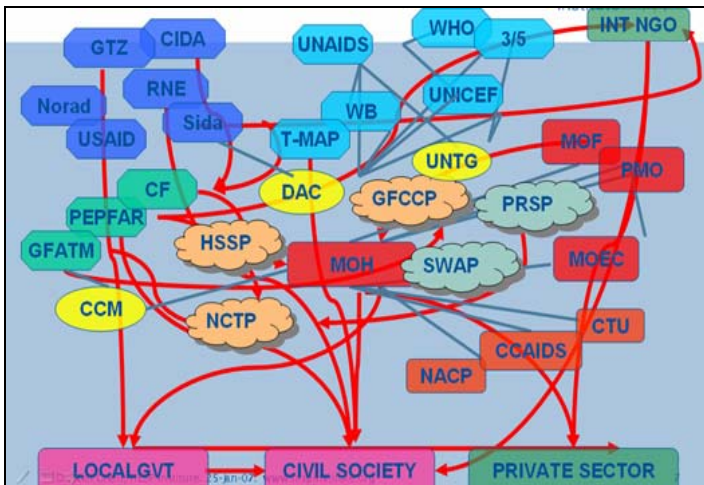 INT NGO
WHO
CIDA
GTZ
UNAIDS
3/5
RNE
UNICEF
Norad
WB
Sida
USAID
T-MAP
MOF
UNTG
PMO
CF
DAC
GFCCP
PRSP
PEPFAR
HSSP
GFATM
MOH
SWAP
MOEC
CCM
NCTP
CTU
CCAIDS
NACP
LOCALGVT
CIVIL SOCIETY
PRIVATE SECTOR